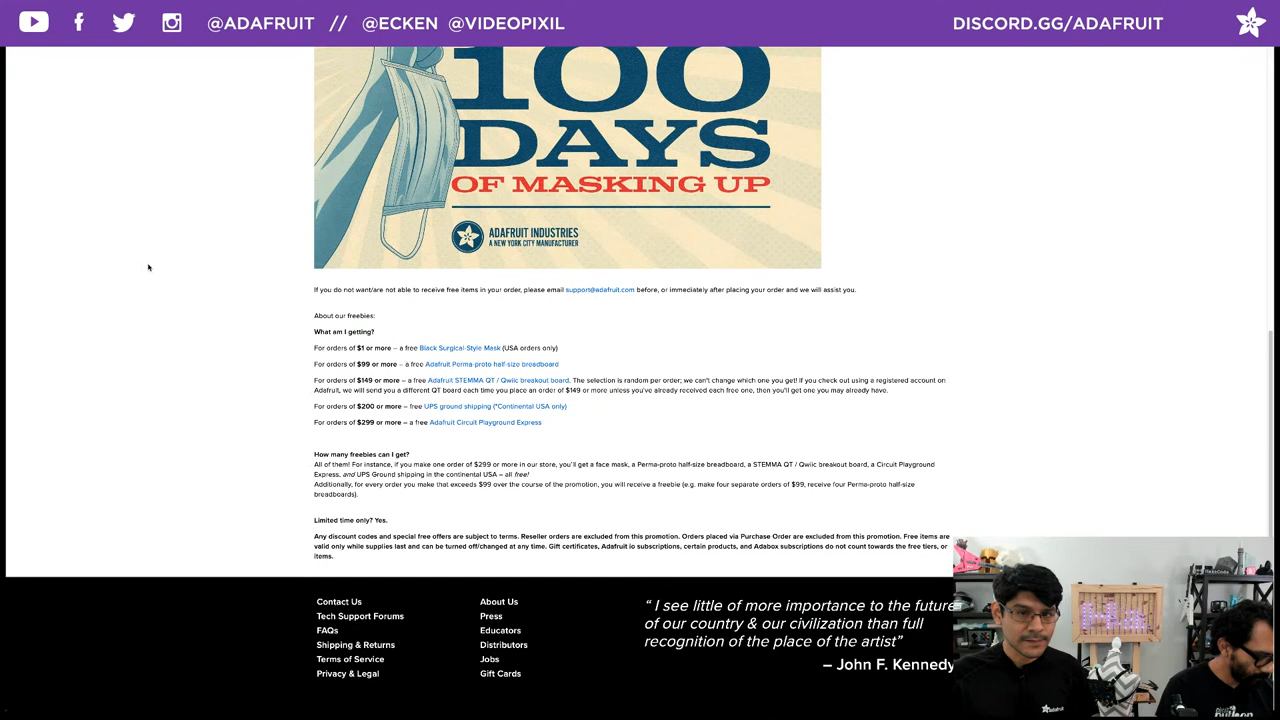 @ADAFRUIT // @ECKEN @VIDEOPIXIL
DISCORD.GG/ADAFRUIT
100
DAYS
OF MASKING UP
ADAFRUIT INDUSTRIES
A NEW YORK CITY MANUFACTURER
If you do not want/are not able to receive free items in your order, please email support@adafruit.com before, or immediately after placing your order and we will assist you.
About our freebies:
What am I getting?
For orders of $1 or more – a free Black Surgical-Style Mask (USA orders only)
For orders of $99 or more – a free Adafruit Perma-proto half-size breadboard
For orders of $149 or more – a free Adafruit STEMMA QT / Qwiic breakout board. The selection is random per order; we can't change which one you get! If you check out using a registered account on
Adafruit, we will send you a different QT board each time you place an order of $149 or more unless you've already received each free one, then you'll get one you may already have.
For orders of $200 or more – free UPS ground shipping (*Continental USA only)
For orders of $299 or more – a free Adafruit Circuit Playground Express
How many freebies can I get?
All of them! For instance, if you make one order of $299 or more in our store, you'll get a face mask, a Perma-proto half-size breadboard, a STEMMA QT / Qwiic breakout board, a Circuit Playground
Express, and UPS Ground shipping in the continental USA – all free!
Additionally, for every order you make that exceeds $99 over the course of the promotion, you will receive a freebie (e.g. make four separate orders of $99, receive four Perma-proto half-size
breadboards).
Limited time only? Yes.
Any discount codes and special free offers are subject to terms. Reseller orders are excluded from this promotion. Orders placed via Purchase Order are excluded from this promotion. Free items are
valid only while supplies last and can be turned off/changed at any time. Gift certificates, Adafruit io subscriptions, certain products, and Adabox subscriptions do not count towards the free tiers, or
items.
Contact Us
Tech Support Forums
FAQs
Shipping & Returns
Terms of Service
Privacy & Legal
About Us
Press
Educators
Distributors
Jobs
Gift Cards
“ I see little of more importance to the future
of our country & our civilization than full
recognition of the place of the artist”
– John F. Kennedy
adafruit